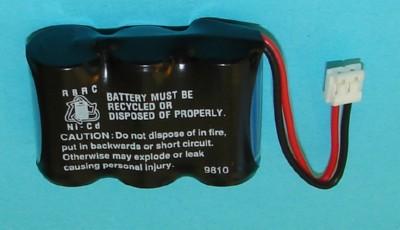 RBRC
Ni-Cd
BATTERY MUST BE
RECYCLED OR
DISPOSED OF PROPERLY.
CAUTION: Do not dispose of in fire,
put in backwards or short circuit.
Otherwise may explode or leak
causing personal injury.
9810